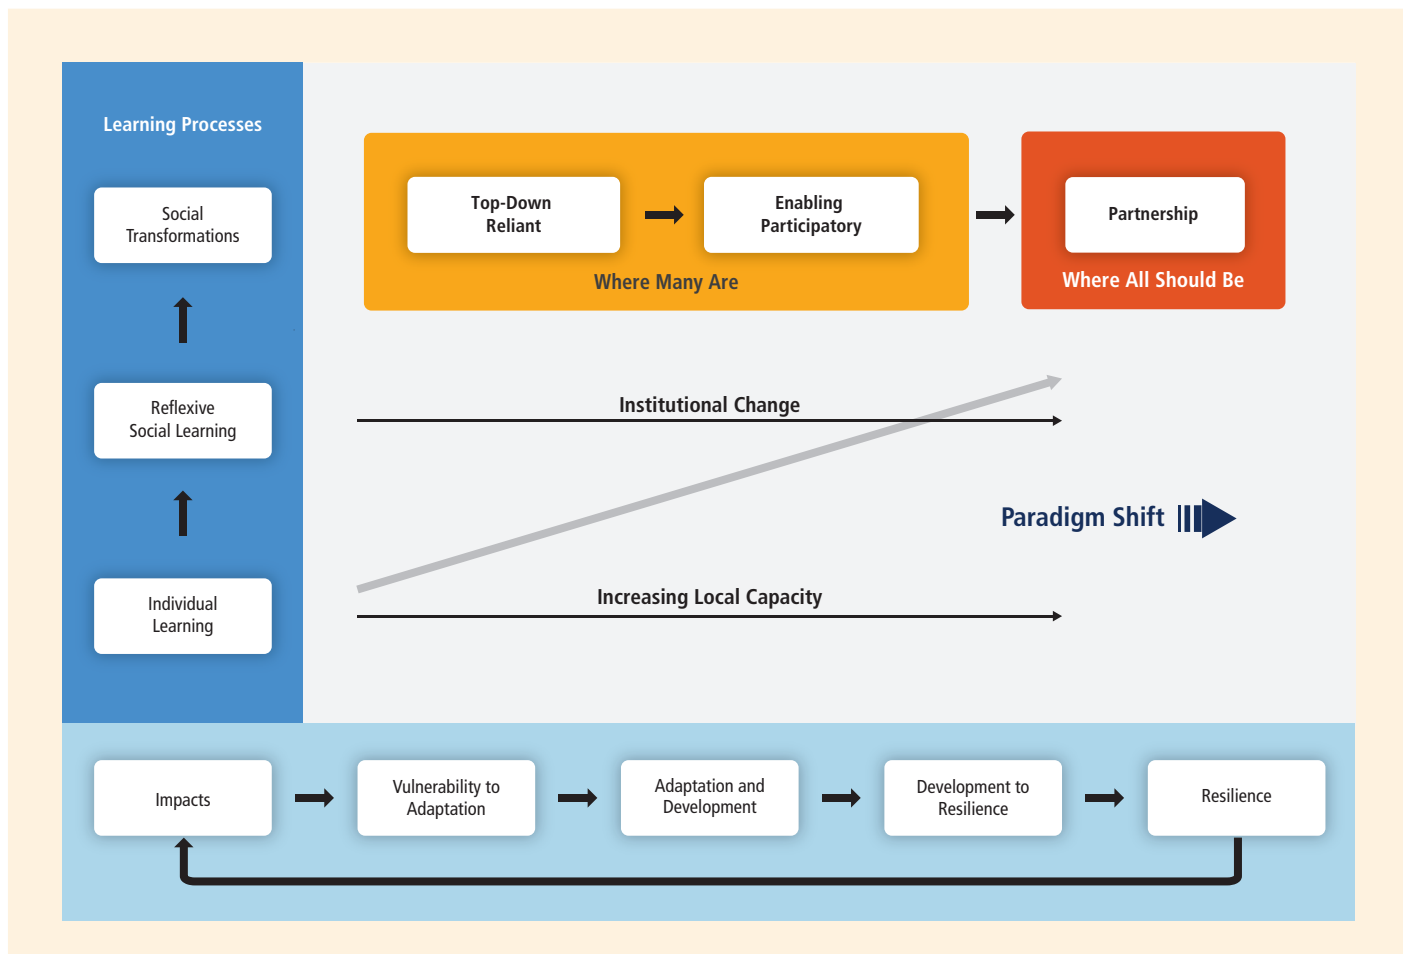 Learning Processes
Social
Transformations
Reflexive
Social Learning
Individual
Learning
Top-Down
Reliant
Enabling
Participatory
Where Many Are
Partnership
Where All Should Be
Institutional Change
Paradigm Shift
Increasing Local Capacity
Impacts
Vulnerability to
Adaptation
Adaptation and
Development
Development to
Resilience
Resilience